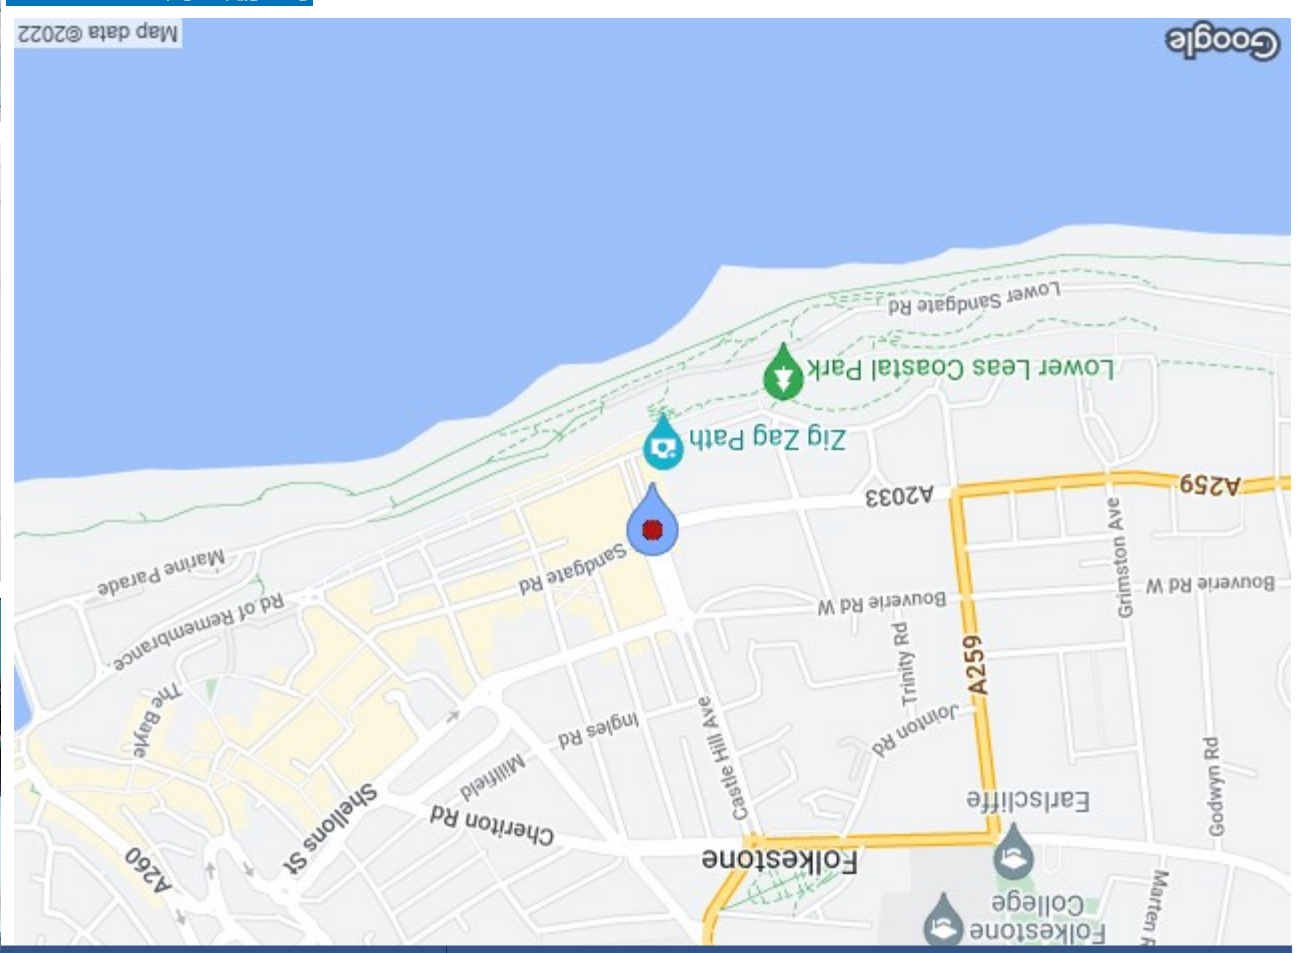 Folkestone
College
Marten R
Earlscliffe
Folkestone
A260
Godwyn Rd
Cheriton Rd
Shellons St
Castle Hill Ave
Millfield
Jointon Rd
Ingles Rd
The Bayle
A259
Trinity Rd
Rd of Remembrance
Bouverie Rd W
Bouverie Rd W
Grimston Ave
Sandgate Rd
Marine Parade
A259
A2033
Zig Zag Path
Lower Leas Coastal Park
Lower Sandgate Rd
Google
Map data ©2022